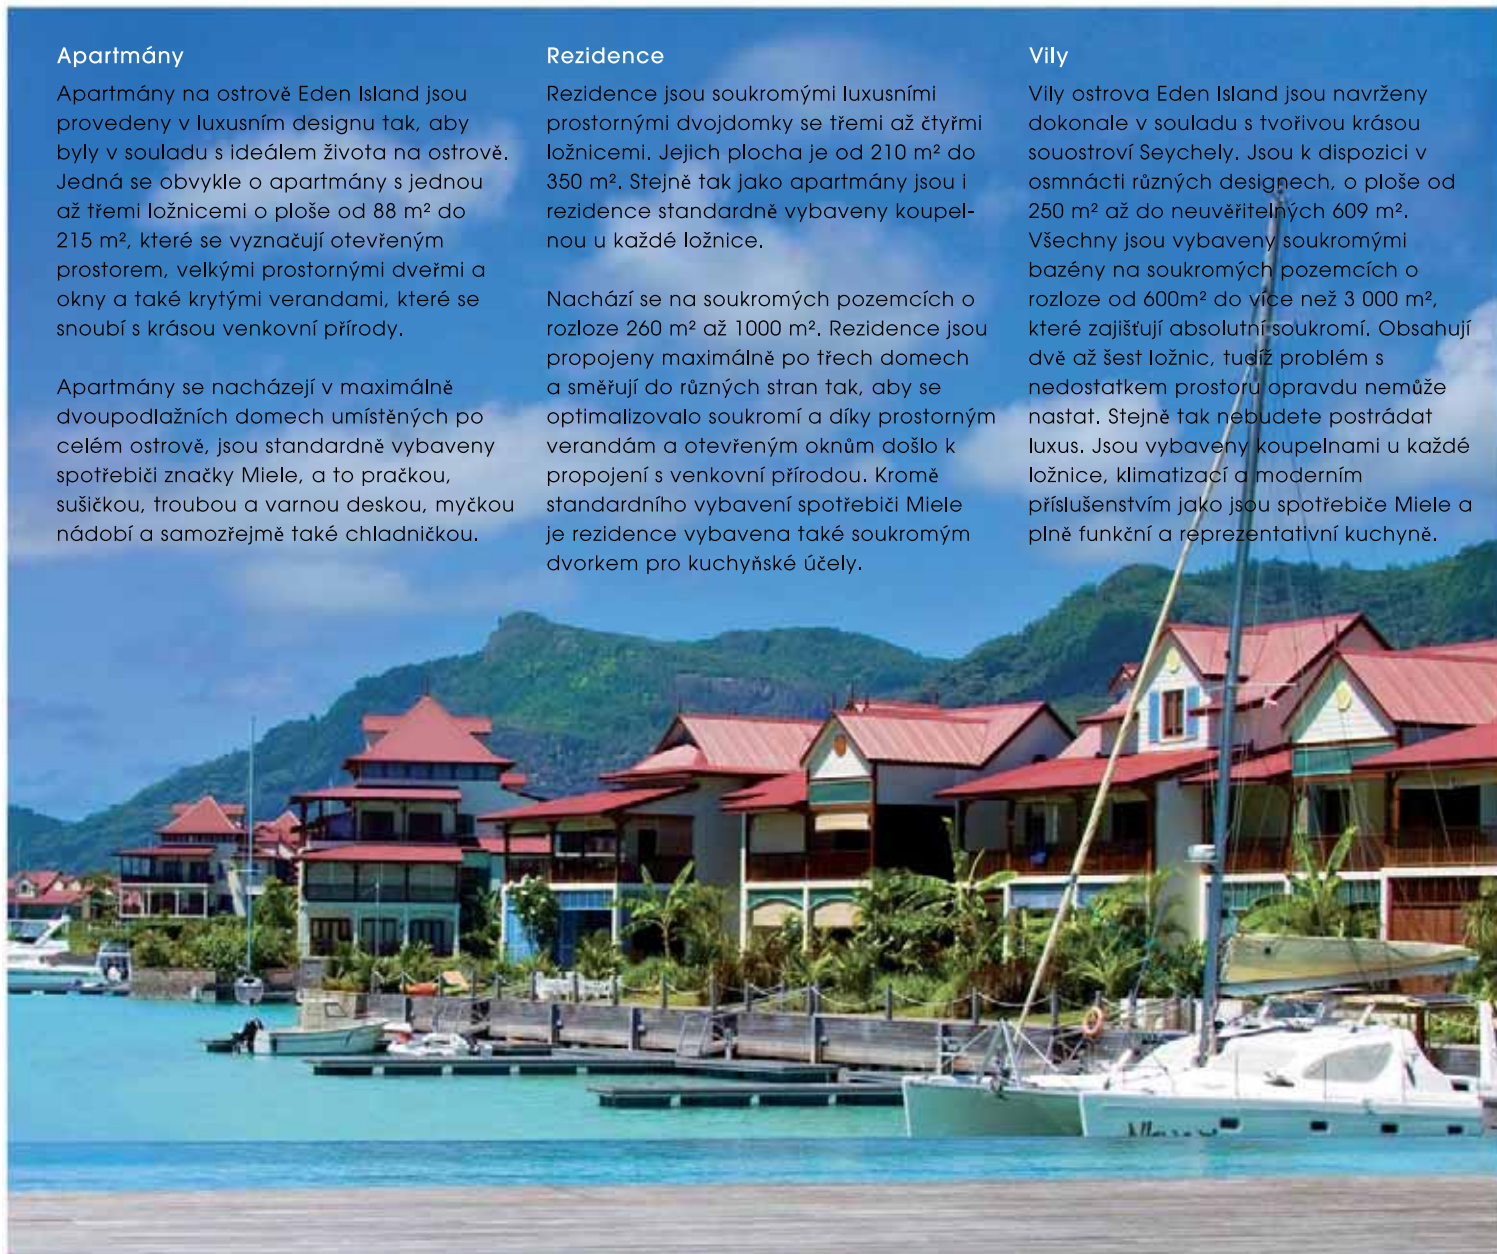 Apartmány
Apartmány na ostrově Eden Island jsou
provedeny v luxusním designu tak, aby
byly v souladu s ideálem života na ostrově.
Jedná se obvykle o apartmány s jednou
až třemi ložnicemi o ploše od 88 m² do
215 m², které se vyznačují otevřeným
prostorem, velkými prostornými dveřmi a
okny a také krytými verandami, které se
snoubí s krásou venkovní přírody.
Apartmány se nacházejí v maximálně
dvoupodlažních domech umístěných po
celém ostrově, jsou standardně vybaveny
spotřebiči značky Miele, a to pračkou,
sušičkou, troubou a varnou deskou, myčkou
nádobí a samozřejmě také chladničkou.
Rezidence
Rezidence jsou soukromými luxusními
prostornými dvojdomky se třemi až čtyřmi
ložnicemi. Jejich plocha je od 210 m² do
350 m². Stejně tak jako apartmány jsou i
rezidence standardně vybaveny koupel-
nou u každé ložnice.
Nachází se na soukromých pozemcích o
rozloze 260 m² až 1000 m². Rezidence jsou
propojeny maximálně po třech domech
a směřují do různých stran tak, aby se
optimalizovalo soukromí a díky prostorným
verandám a otevřeným oknům došlo k
propojení s venkovní přírodou. Kromě
standardního vybavení spotřebiči Miele
je rezidence vybavena také soukromým
dvorkem pro kuchyňské účely.
Vily
Vily ostrova Eden Island jsou navrženy
dokonale v souladu s tvořivou krásou
souostroví Seychely. Jsou k dispozici v
osmnácti různých designech, o ploše od
250 m² až do neuvěřitelných 609 m².
Všechny jsou vybaveny soukromými
bazény na soukromých pozemcích o
rozloze od 600m² do více než 3 000 m²,
které zajišťují absolutní soukromí. Obsahují
dvě až šest ložnic, tudíž problém s
nedostatkem prostorů opravdu nemůže
nastat. Stejně tak nebudete postrádat
luxus. Jsou vybaveny koupelnami u každé
ložnice, klimatizací a moderním
příslušenstvím jako jsou spotřebiče Miele a
plně funkční a reprezentativní kuchyně.